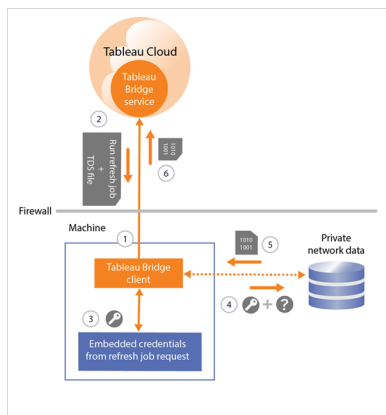 Tableau Cloud
Tableau
Bridge
service
2
Run refresh job
+
TDS file
1010
1001
6
Firewall
Machine
1
1010
1001
5
Private
network data
Tableau Bridge
client
4
+
?
3
Embedded credentials
from refresh job request